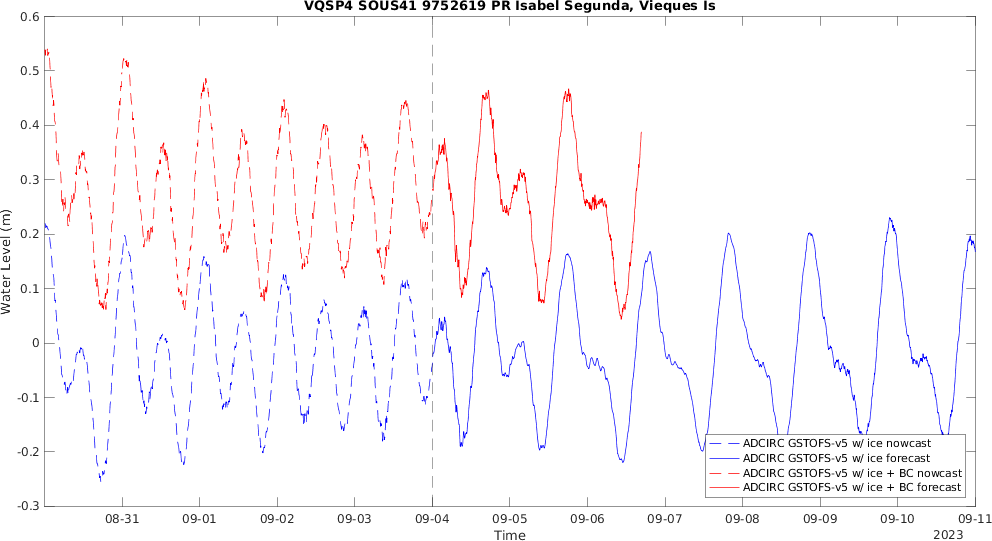 VQSP4 SOUS41 9752619 PR Isabel Segunda, Vieques Is
0.6
0.5
0.4
0.3
0.2
0.1
0
-0.1
-0.2
-0.3
Water Level (m)
08-31 09-01 09-02 09-03 09-04 09-05 09-06 09-07 09-08 09-09 09-10 09-11
Time
2023
ADCIRC GSTOFS-v5 w/ ice nowcast
ADCIRC GSTOFS-v5 w/ ice forecast
ADCIRC GSTOFS-v5 w/ ice + BC nowcast
ADCIRC GSTOFS-v5 w/ ice + BC forecast